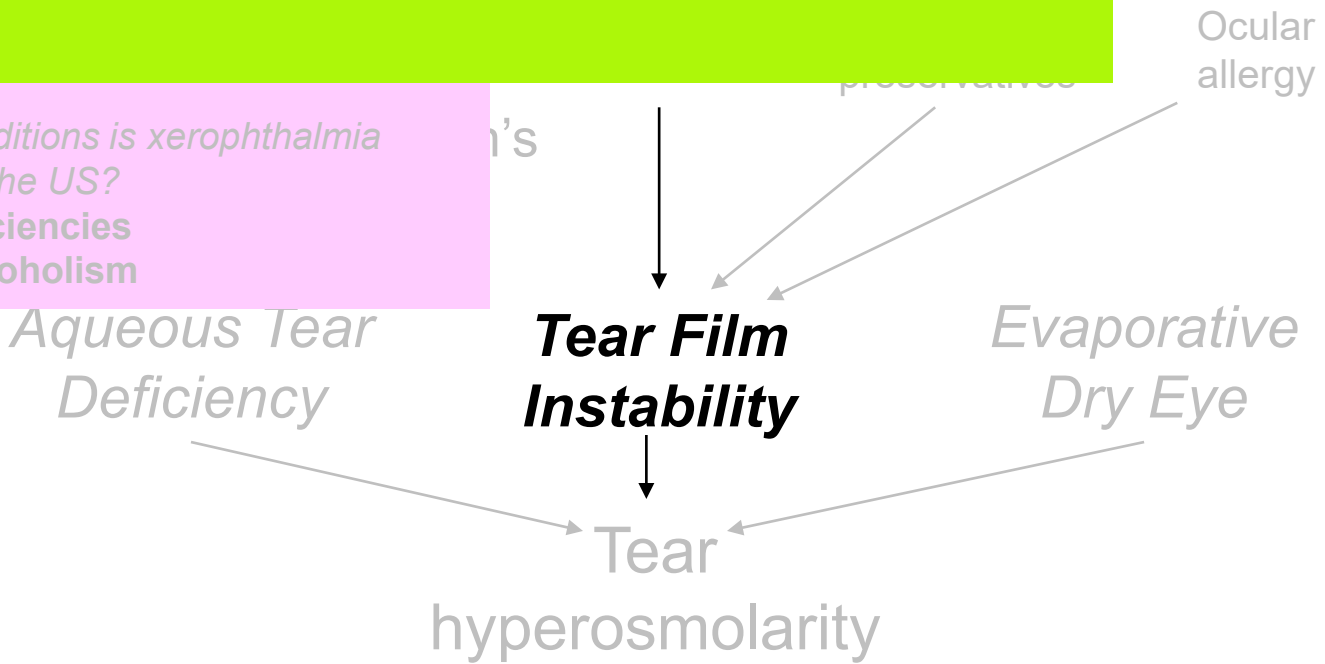 Ocular
allergy
preservatives
ditions is xerophthalmia
he US?
ciencies
oholism
n's
Aqueous Tear
Deficiency
Tear Film
Instability
Evaporative
Dry Eye
Tear
hyperosmolarity